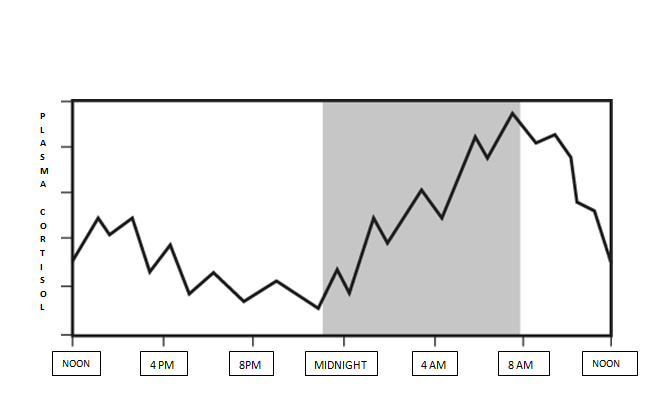 PLASMA CORTISOL
NOON
4 PM
8PM
MIDNIGHT
4 AM
8 AM
NOON